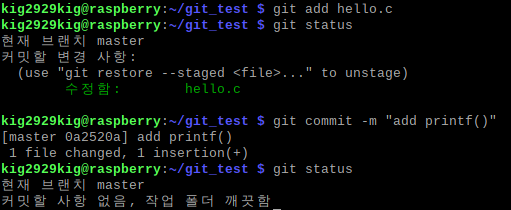 kig2929kig@raspberry:~/git_test $ git add hello.c
kig2929kig@raspberry:~/git_test $ git status
현재 브랜치 master
커밋할 변경 사항:
  (use "git restore --staged <file>..." to unstage)
        수정함:        hello.c

kig2929kig@raspberry:~/git_test $ git commit -m "add printf()"
[master 0a2520a] add printf()
 1 file changed, 1 insertion(+)
kig2929kig@raspberry:~/git_test $ git status
현재 브랜치 master
커밋할 사항 없음, 작업 폴더 깨끗함